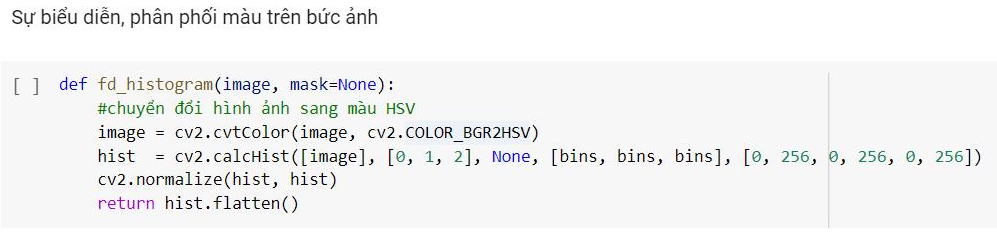 Sự biểu diễn, phân phối màu trên bức ảnh
[ ] def fd_histogram(image, mask=None):
#chuyển đổi hình ảnh sang màu HSV
image = cv2.cvtColor(image, cv2.COLOR_BGR2HSV)
hist  = cv2.calcHist([image], [0, 1, 2], None, [bins, bins, bins], [0, 256, 0, 256, 0, 256])
cv2.normalize(hist, hist)
return hist.flatten()